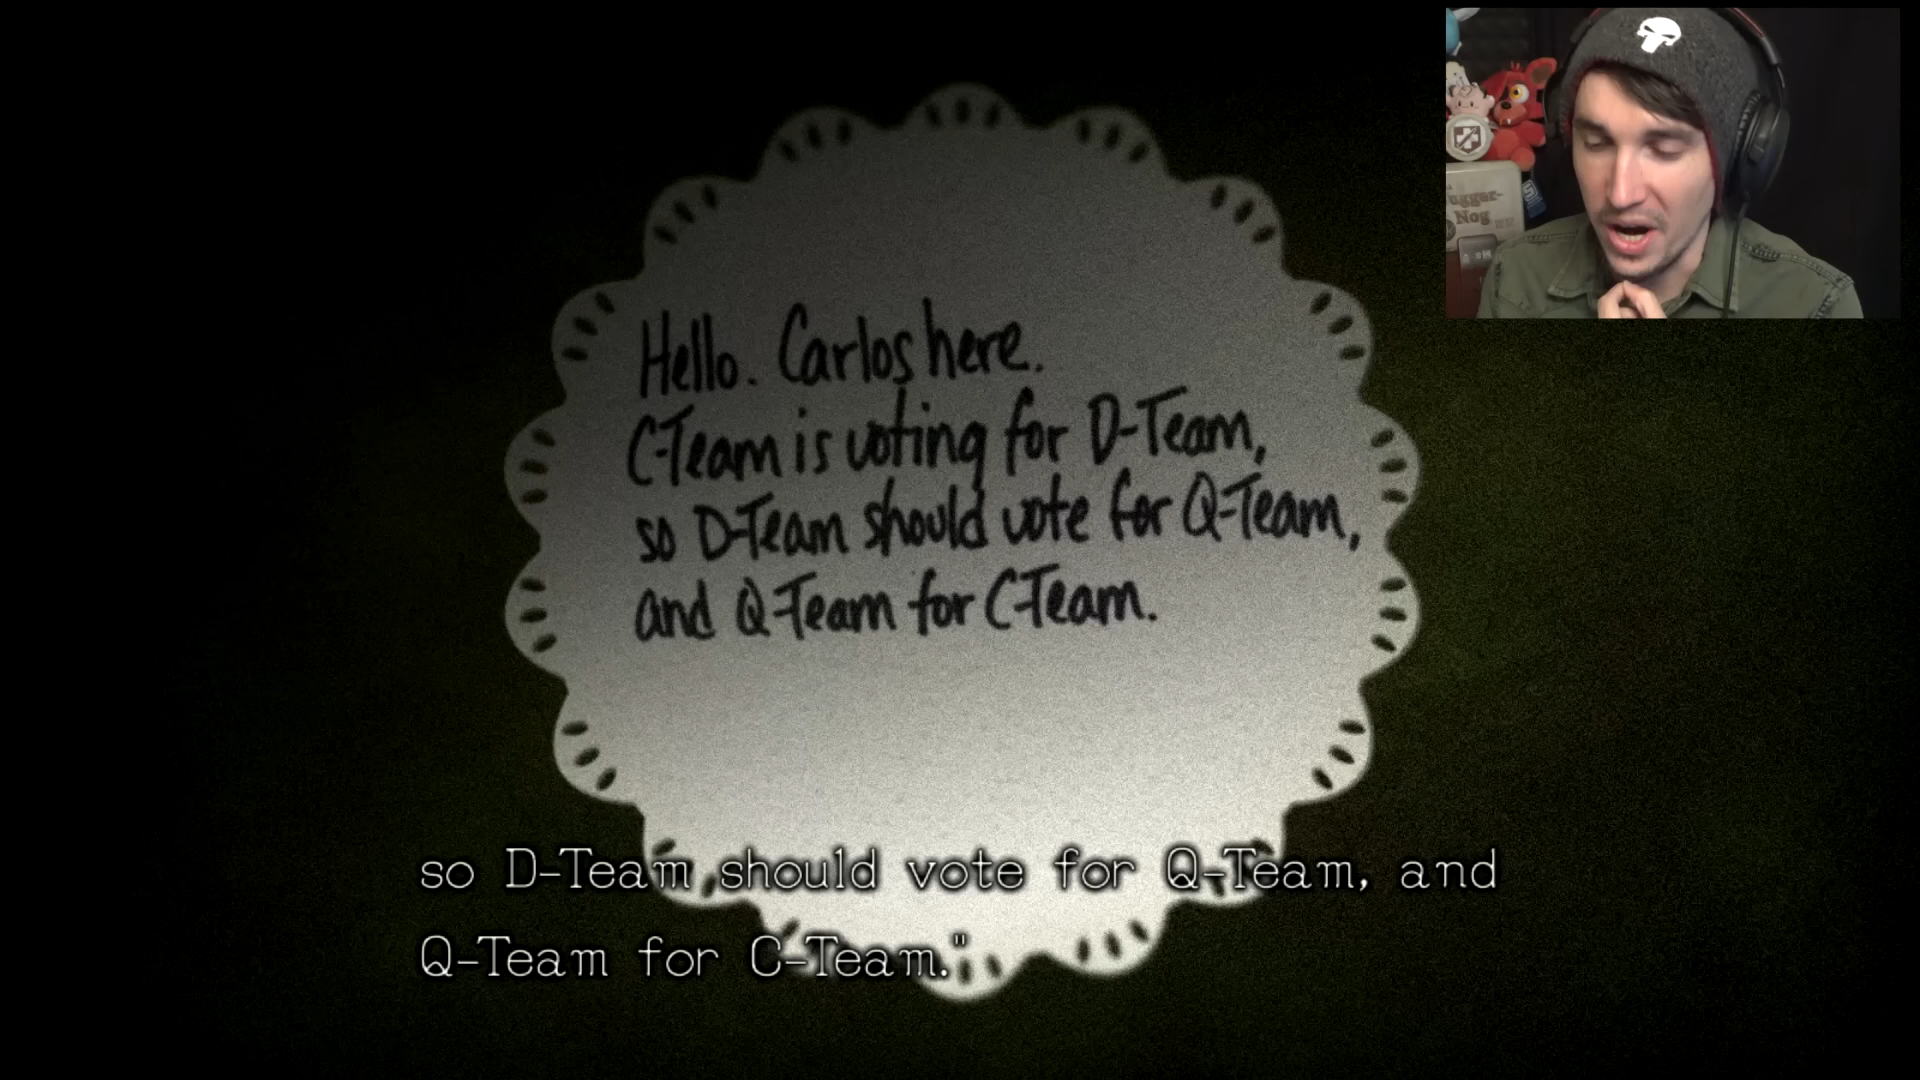 Hello. Carlos here.
C-Team is voting for D-Team,
so D-Team should vote for Q-Team,
and Q-Team for C-Team.
so D-Team should vote for Q-Team, and
Q-Team for C-Team."
Nog